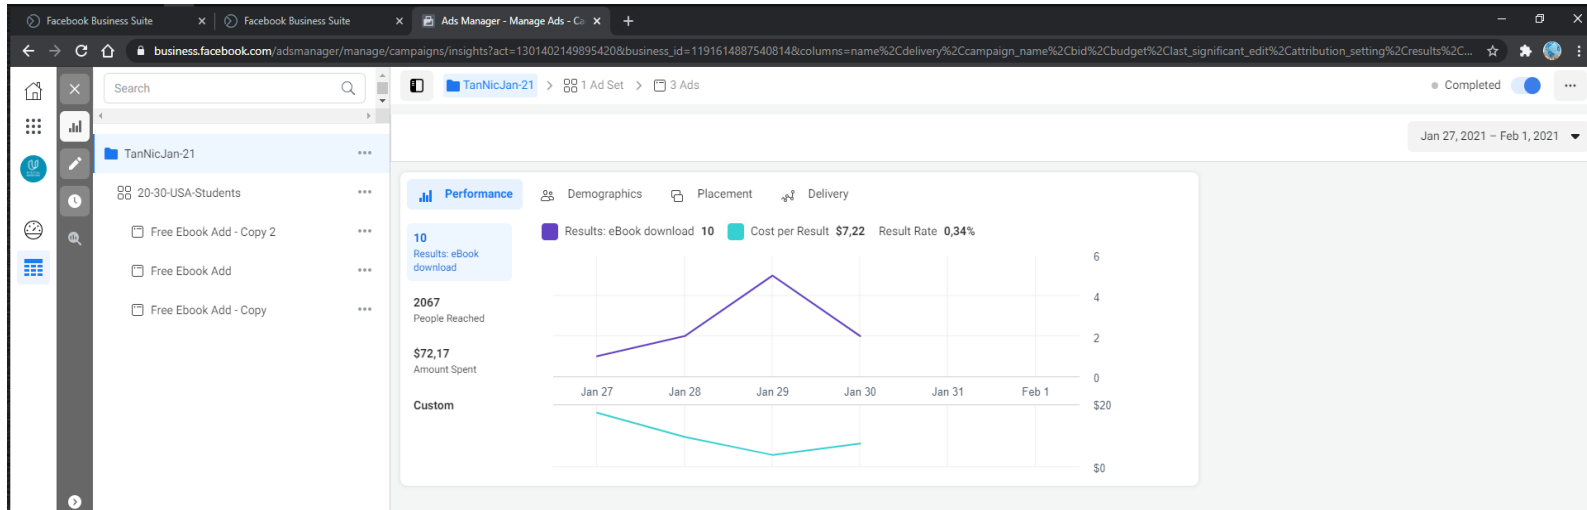 Facebook Business Suite
Facebook Business Suite
Ads Manager - Manage Ads - Ca
business.facebook.com/adsmanager/manage/campaigns/insights?act=1301402149895420&business_id=1191614887540814&columns=name%2Cdelivery%2Ccampaign_name%2Cbid%2Cbudget%2Clast_significant_edit%2Cattribution_setting%2Cresults%2C...
Search
TanNicJan-21
20-30-USA-Students
Free Ebook Add - Copy 2
Free Ebook Add
Free Ebook Add - Copy
TanNicJan-21 > 1 Ad Set > 3 Ads
Completed
Jan 27, 2021 – Feb 1, 2021
Performance Demographics Placement Delivery
10
Results: eBook
download
2067
People Reached
$72,17
Amount Spent
Custom
Results: eBook download 10 Cost per Result $7,22 Result Rate 0,34%
6
4
2
0
Jan 27 Jan 28 Jan 29 Jan 30 Jan 31 Feb 1
$20
$0